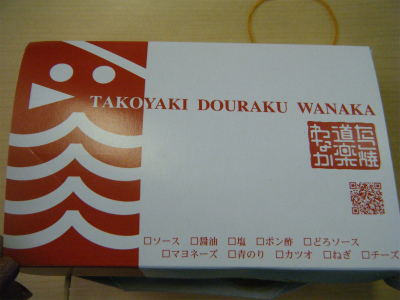 TAKOYAKI DOURAKU WANAKA
たこ焼
道楽
わなか
□ソース □醤油 □塩 □ポン酢 □どろソース
□マヨネーズ □青のり □カツオ □ねぎ □チーズ